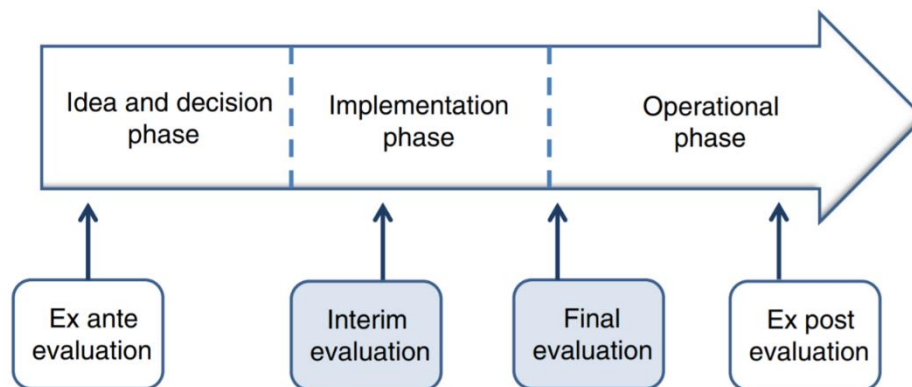 Idea and decision
phase
Implementation
phase
Operational
phase
Ex ante
evaluation
Interim
evaluation
Final
evaluation
Ex post
evaluation